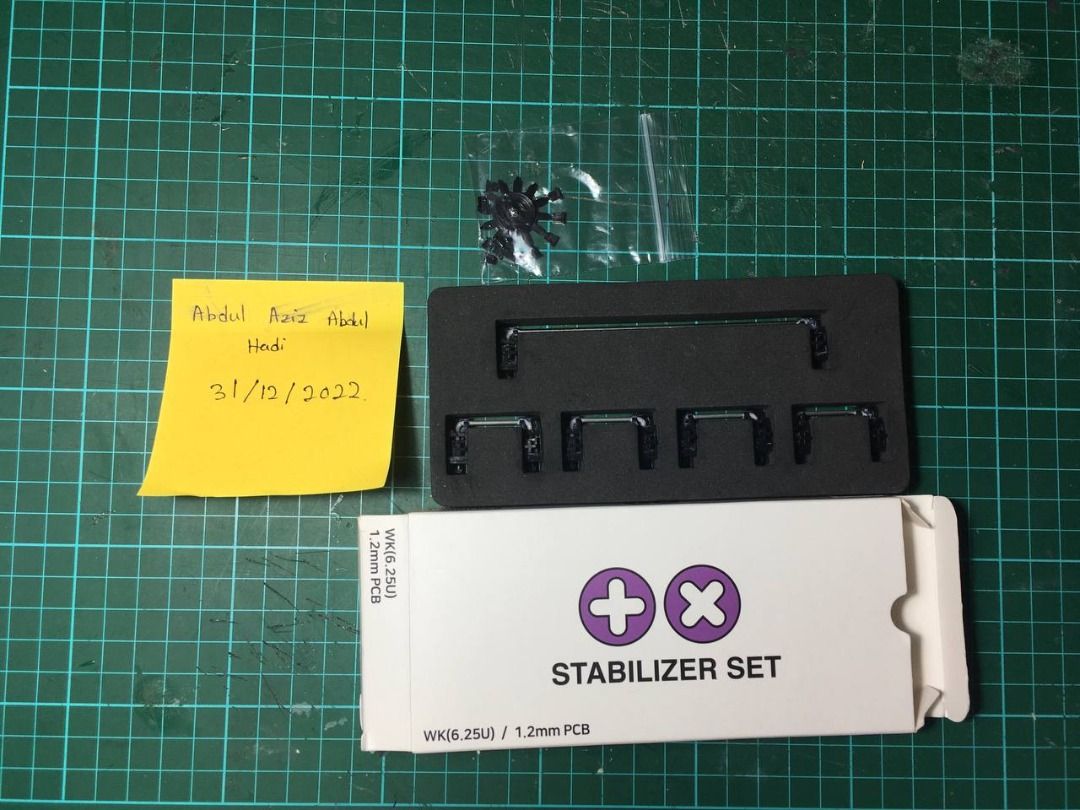 Abdul Aziz Abdul
Hadi
31/12/2022.
WK(6.25U)
1.2mm PCB
STABILIZER SET
WK(6.25U) / 1.2mm PCB